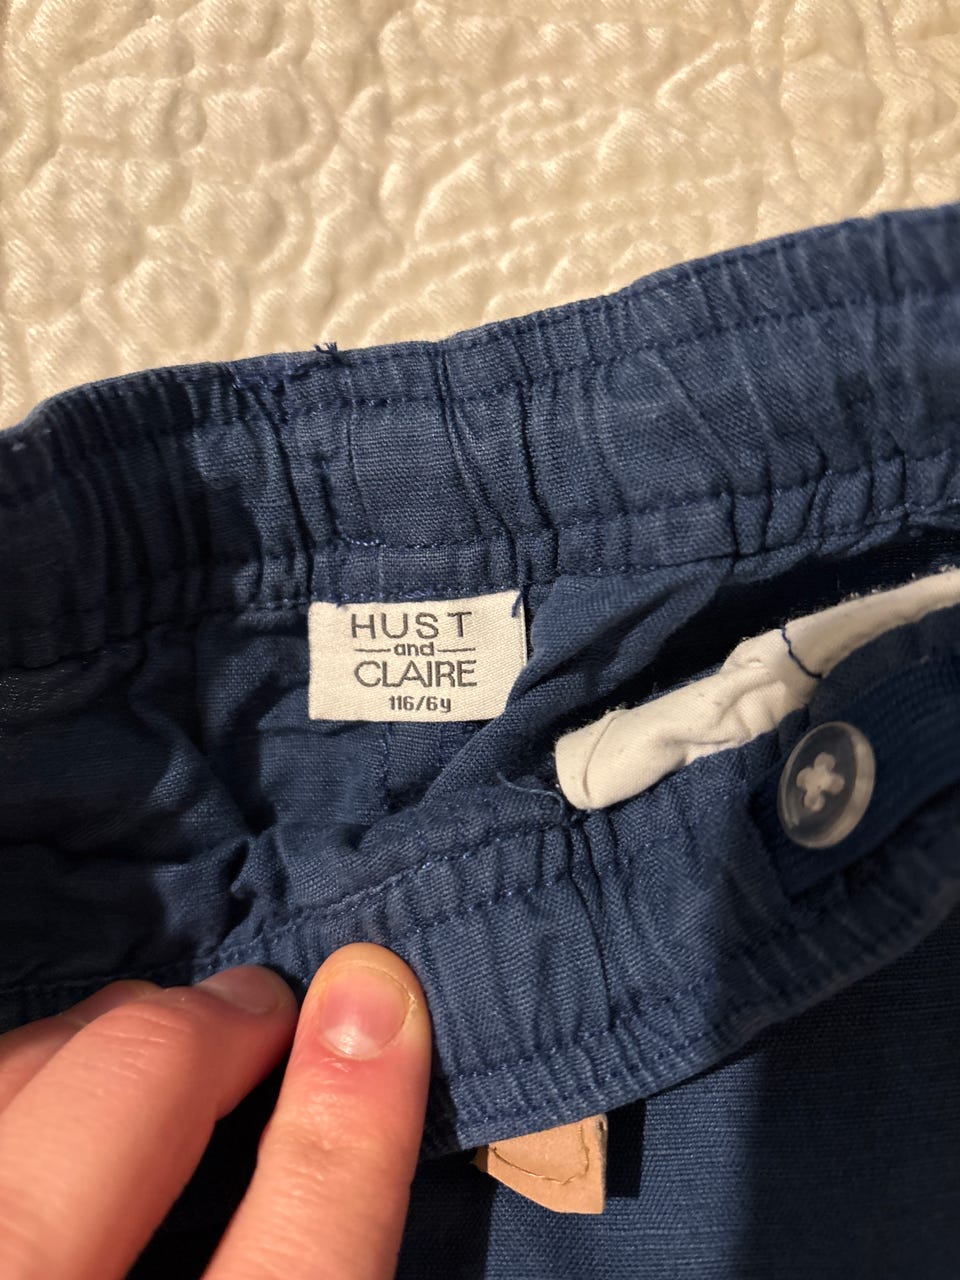 HUST
and
CLAIRE
116/6y